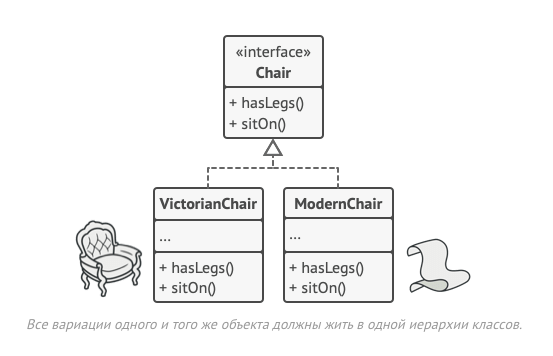 «interface»
Chair
+ hasLegs()
+ sitOn()
VictorianChair
...
+ hasLegs()
+ sitOn()
ModernChair
...
+ hasLegs()
+ sitOn()
Все вариации одного и того же объекта должны жить в одной иерархии классов.